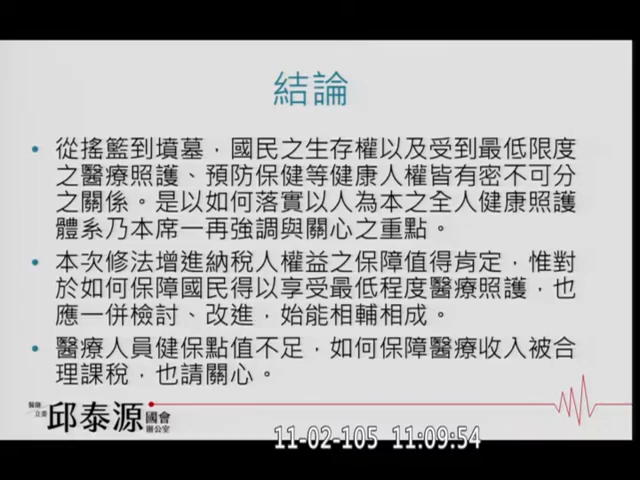 結論
• 從搖籃到墳墓，國民之生存權以及受到最低限度
之醫療照護、預防保健等健康人權皆有密不可分
之關係。是以如何落實以人為本之全人健康照護
體系乃本席一再強調與關心之重點。
• 本次修法增進納稅人權益之保障值得肯定，惟對
於如何保障國民得以享受最低程度醫療照護，也
應一併檢討、改進，始能相輔相成。
• 醫療人員健保點值不足，如何保障醫療收入被合
理課稅，也請關心。
醫師
立委
邱泰源
國會
辦公室
11-02-105 11:09:54